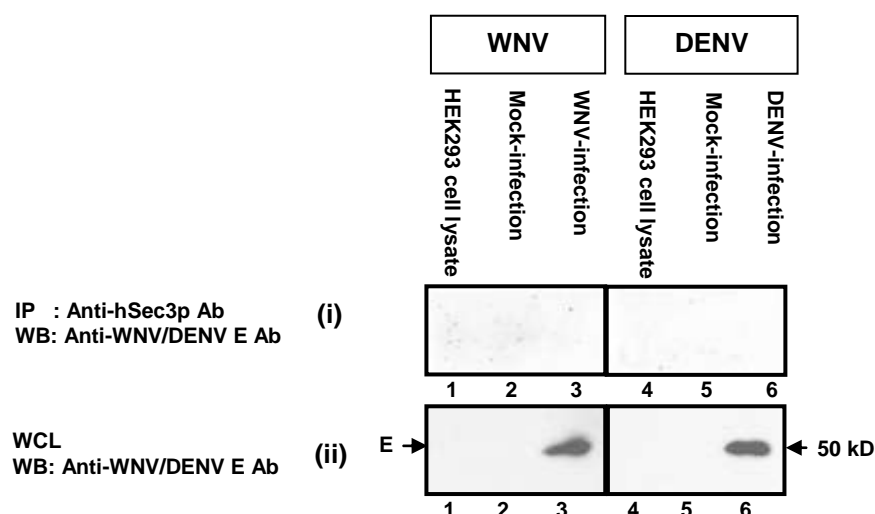 WNV DENV
HEK293 cell lysate
Mock-infection
WNV-infection
HEK293 cell lysate
Mock-infection
DENV-infection
IP : Anti-hSec3p Ab (i)
WB: Anti-WNV/DENV E Ab
1 2 3 4 5 6
WCL (ii) E 50 kD
WB: Anti-WNV/DENV E Ab
1 2 3 4 5 6